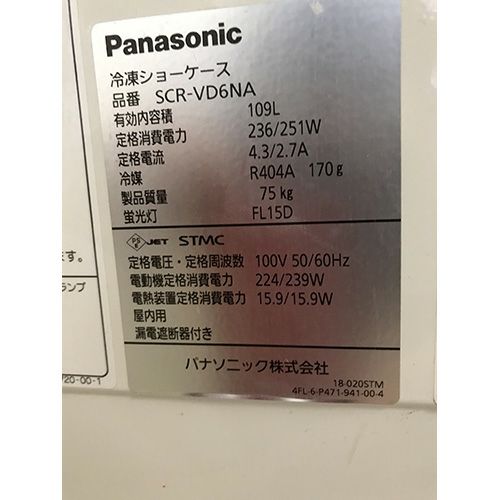 Panasonic
冷凍ショーケース
品番 SCR-VD6NA
有効内容積 109L
定格消費電力 236/251W
定格電流 4.3/2.7A
冷媒 R404A 170g
製品質量 75kg
蛍光灯 FL15D
PS E JET STMC
定格電圧・定格周波数 100V 50/60Hz
電動機定格消費電力 224/239W
電熱装置定格消費電力 15.9/15.9W
屋内用
漏電遮断器付き
パナソニック株式会社
18-020STM
4FL-6-P471-941-00-4
ます。
ランプ
720-00-1